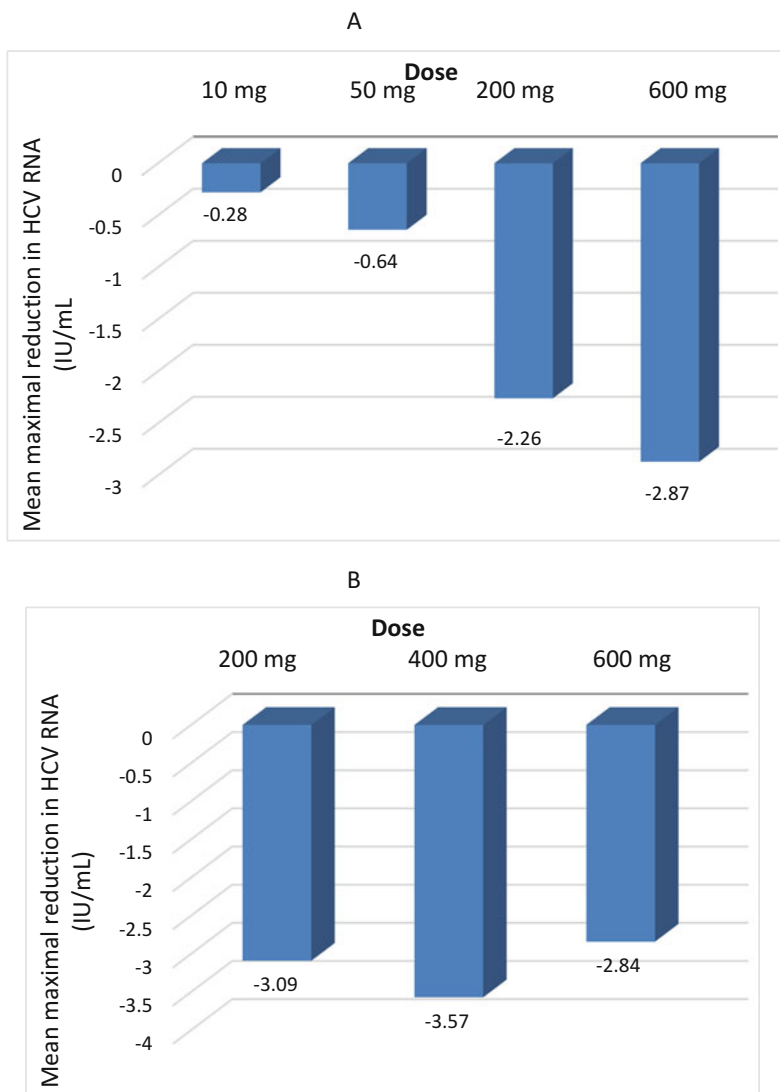 A
Dose
10 mg 50 mg 200 mg 600 mg
Mean maximal reduction in HCV RNA
(IU/mL
0
-0.5
-1
-1.5
-2
-2.5
-3
-0.28
-0.64
-2.26
-2.87
B
Dose
200 mg 400 mg 600 mg
Mean maximal reduction in HCV RNA
(IU/mL)
0
-0.5
-1
-1.5
-2
-2.5
-3
-3.5
-4
-3.09
-3.57
-2.84